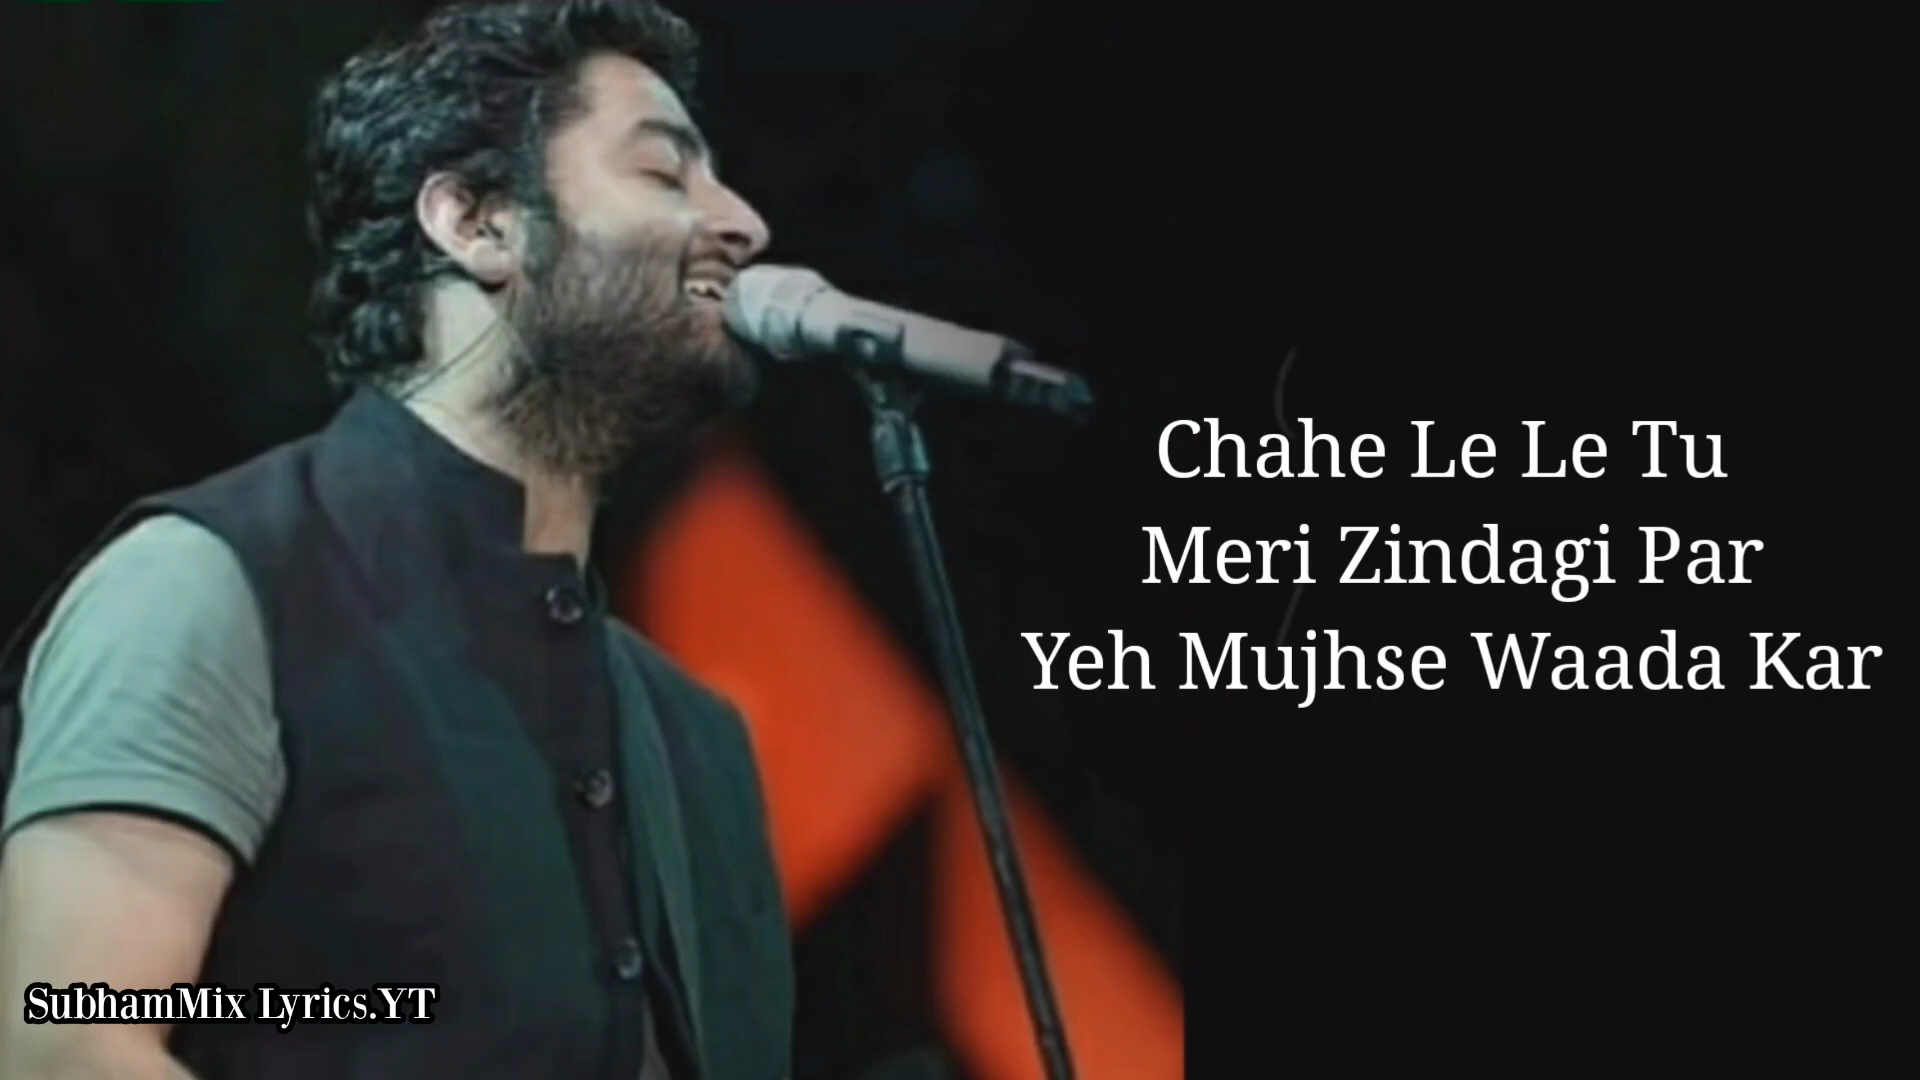 Chahe Le Le Tu
Meri Zindagi Par
Yeh Mujhse Waada Kar
SubhamMix Lyrics.YT